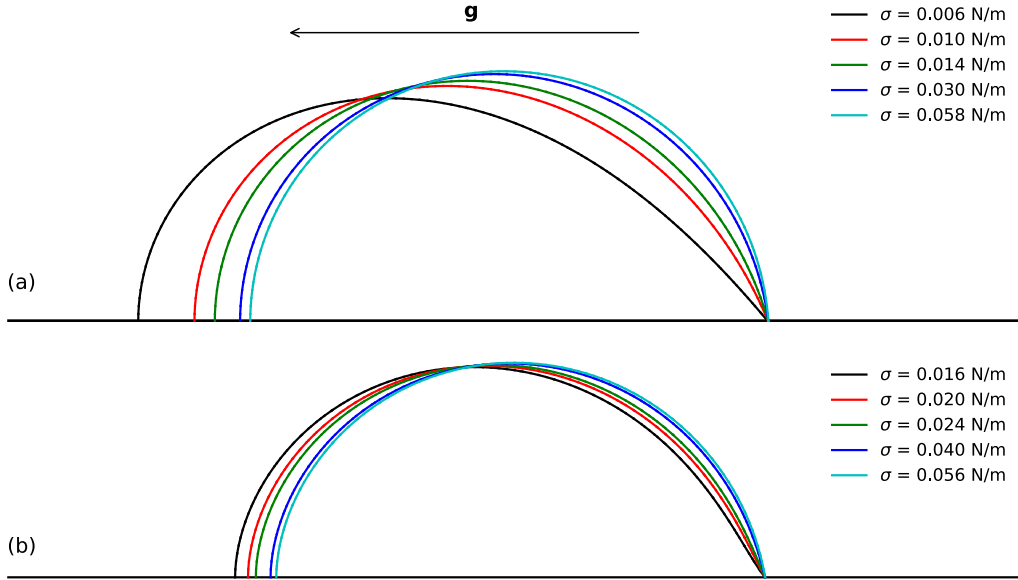 g
σ = 0.006 N/m
σ = 0.010 N/m
σ = 0.014 N/m
σ = 0.030 N/m
σ = 0.058 N/m
(a)
σ = 0.016 N/m
σ = 0.020 N/m
σ = 0.024 N/m
σ = 0.040 N/m
σ = 0.056 N/m
(b)